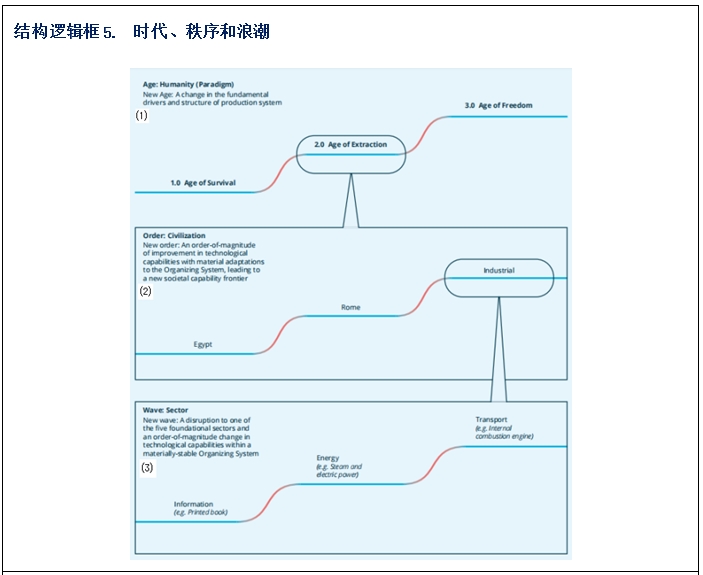 结构逻辑框 5. 时代、秩序和浪潮
Age: Humanity (Paradigm)
New Age: A change in the fundamental
drivers and structure of production system
(1)
3.0 Age of Freedom
2.0 Age of Extraction
1.0 Age of Survival
Order: Civilization
New order: An order-of-magnitude
of improvement in technological
capabilities with material adaptations
to the Organizing System, leading to
a new societal capability frontier
(2)
Industrial
Rome
Egypt
Wave: Sector
New wave: A disruption to one of
the five foundational sectors and
an order-of-magnitude change in
technological capabilities within a
materially-stable Organizing System
(3)
Transport
(e.g. Internal
combustion engine)
Energy
(e.g. Steam and
electric power)
Information
(e.g. Printed book)